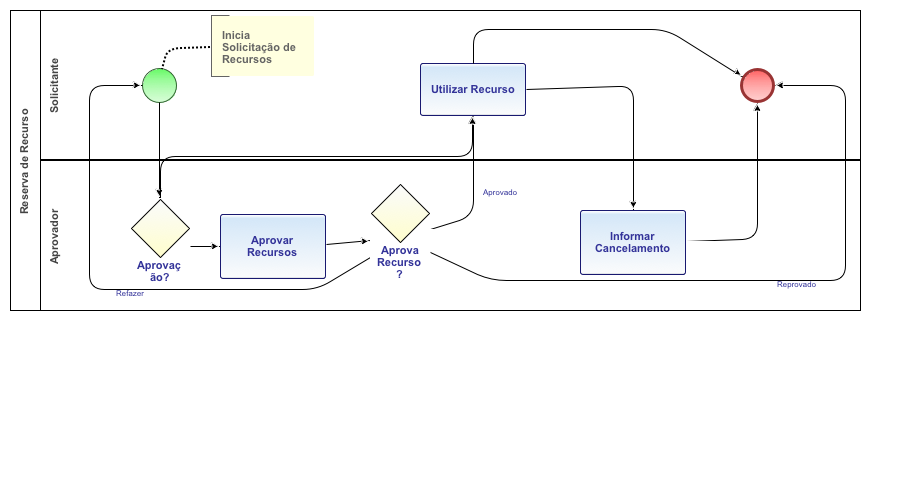 Reserva de Recurso
Solicitante
Inicia
Solicitação de
Recursos
Utilizar Recurso
Aprovador
Aprovaç
ão?
Aprovar
Recursos
Aprova
Recurso
?
Aprovado
Informar
Cancelamento
Refazer
Reprovado